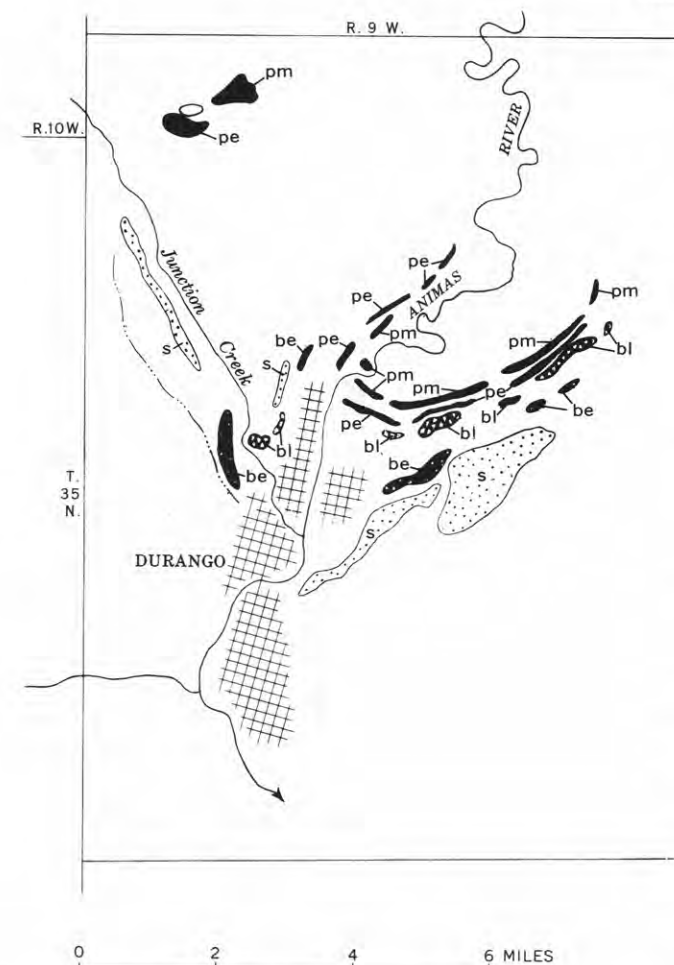 R. 9 W.
pm
R.10W.
pe
RIVER
Junction
pe
pe
ANIMAS
pm
s
be
pe
pm
Creek
s
pm
pm
bl
pe
pe
bl
bl
bl
be
bl
be
be
s
T.
35
N.
s
DURANGO
0 2 4 6 MILES